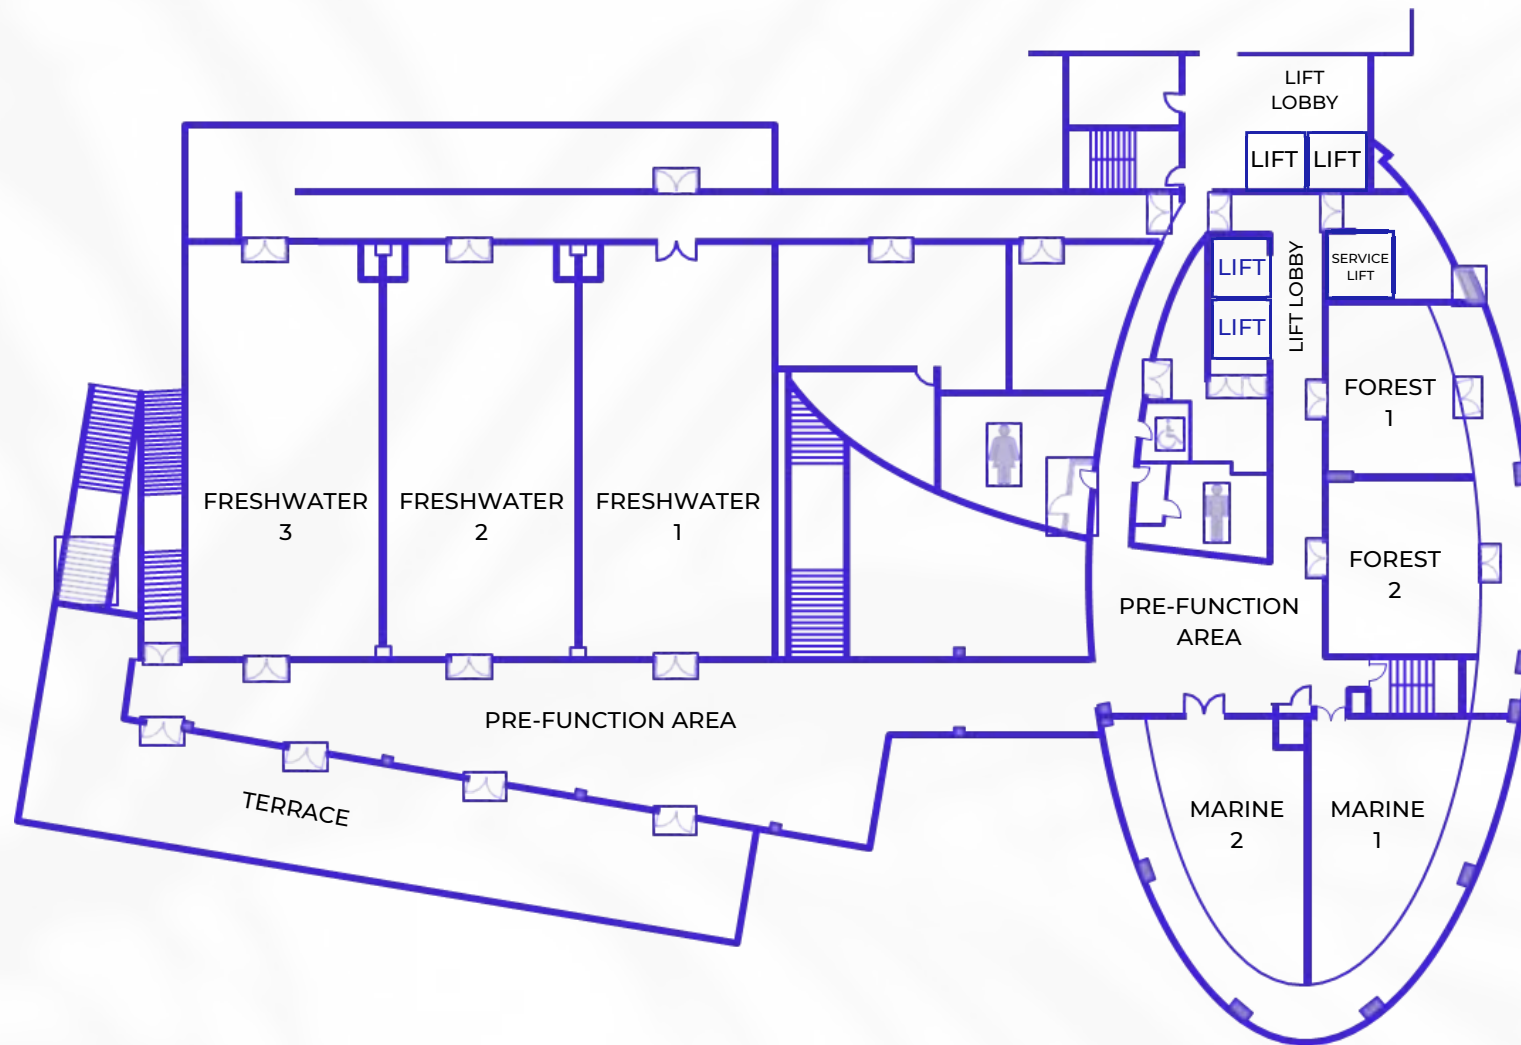 LIFT
LOBBY
LIFT
LIFT
LIFT
LIFT
LIFT LOBBY
SERVICE
LIFT
FOREST
1
FRESHWATER
3
FRESHWATER
2
FRESHWATER
1
FOREST
2
PRE-FUNCTION
AREA
PRE-FUNCTION AREA
TERRACE
MARINE
2
MARINE
1